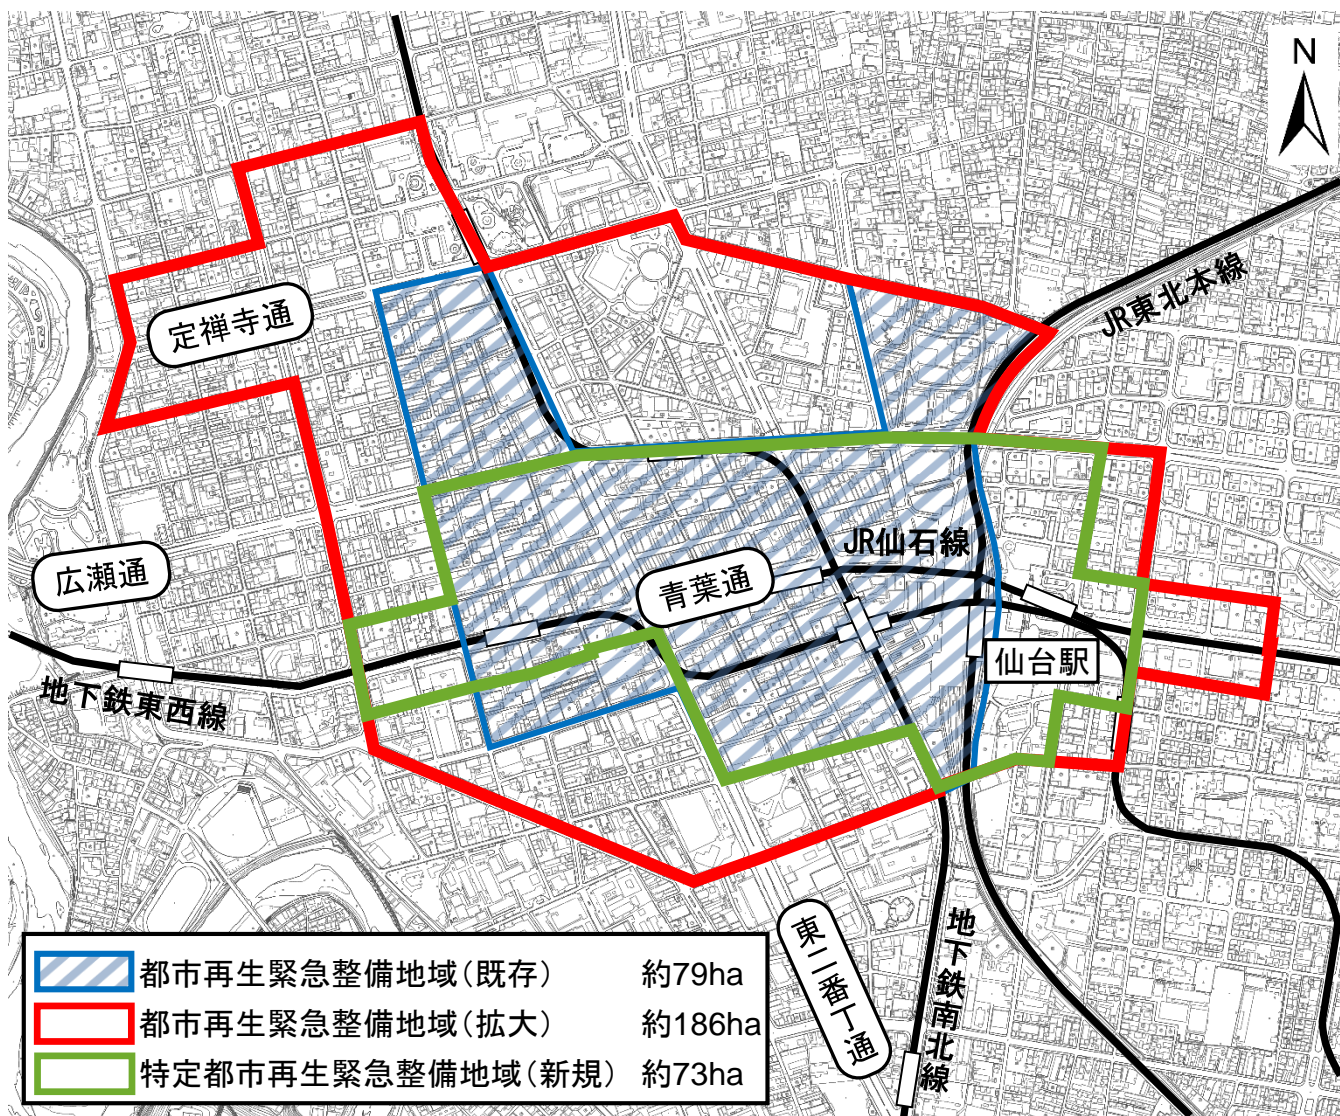 N
JR東北本線
定禅寺通
JR仙石線
広瀬通
青葉通
仙台駅
地下鉄東西線
東二番丁通
地下鉄南北線
都市再生緊急整備地域(既存) 約79ha
都市再生緊急整備地域(拡大) 約186ha
特定都市再生緊急整備地域(新規) 約73ha